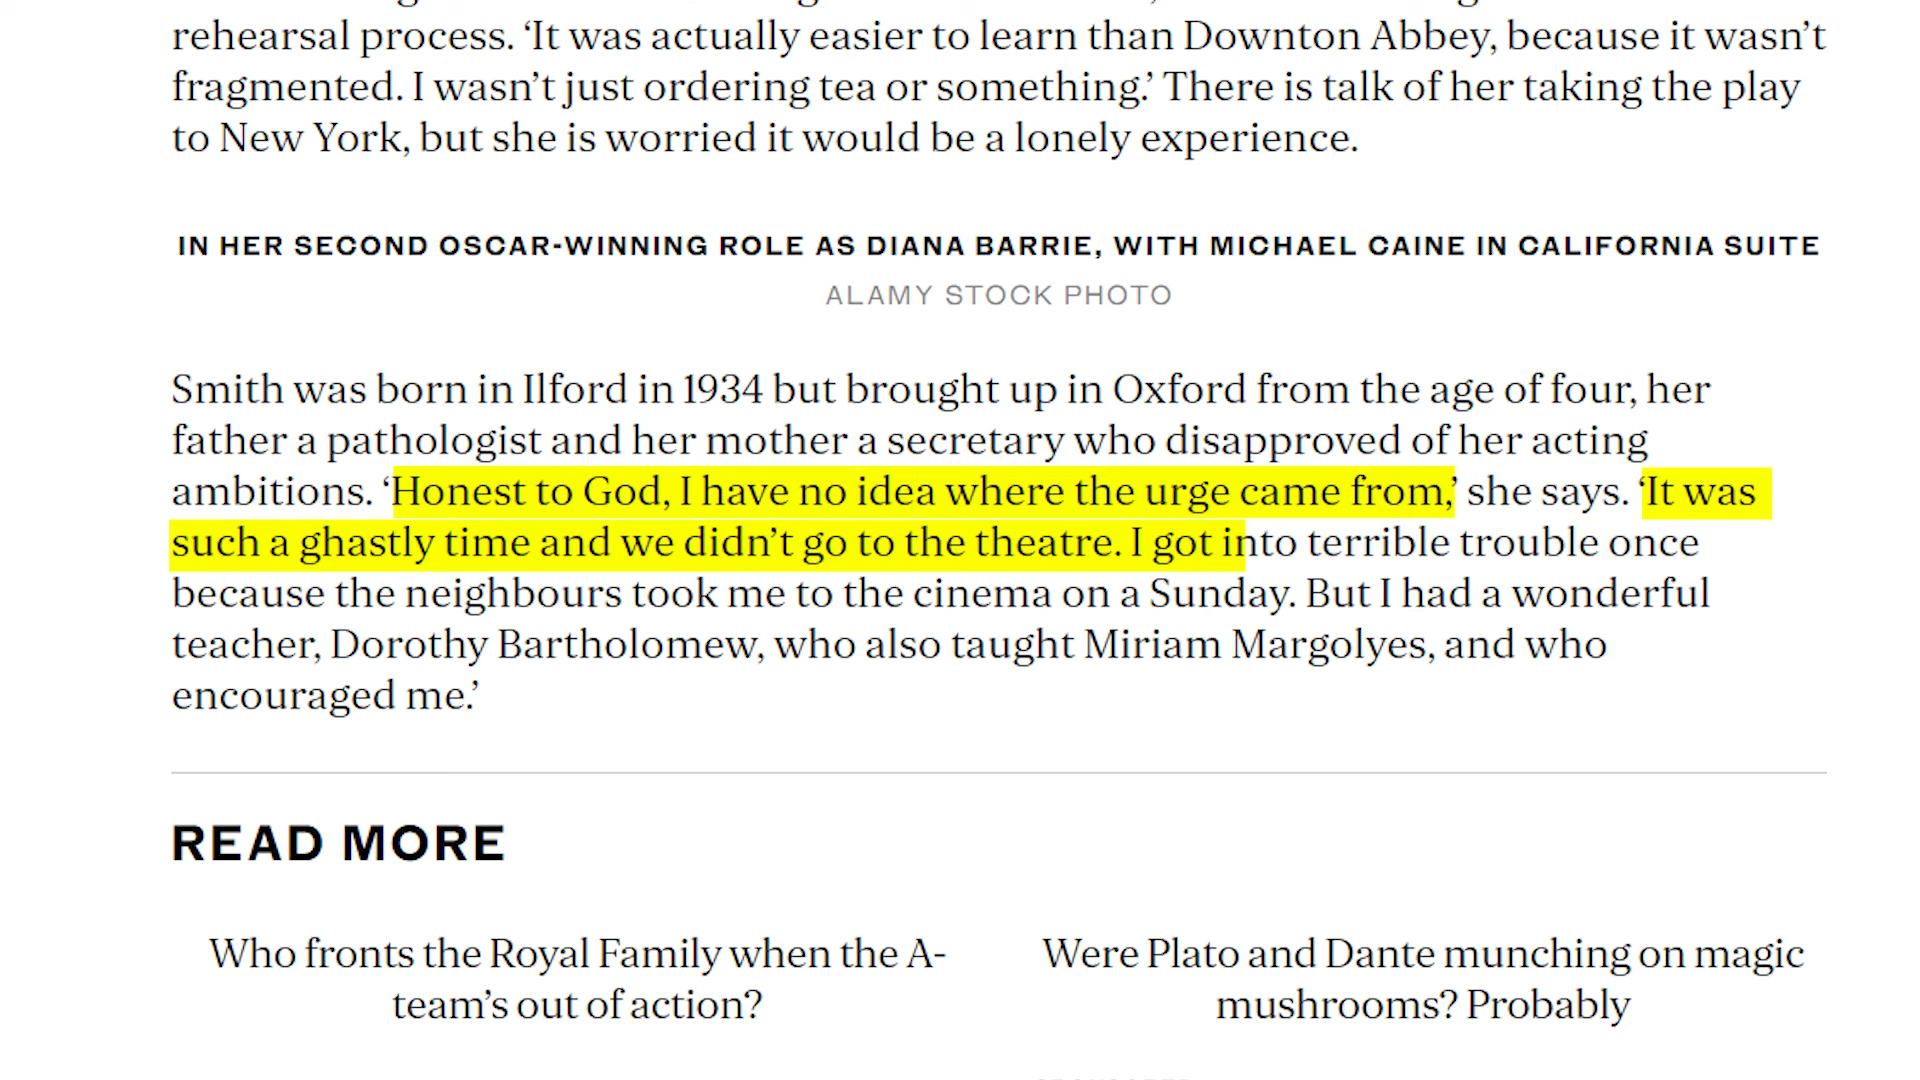 rehearsal process. ‘It was actually easier to learn than Downton Abbey, because it wasn’t
fragmented. I wasn’t just ordering tea or something.’ There is talk of her taking the play
to New York, but she is worried it would be a lonely experience.
IN HER SECOND OSCAR-WINNING ROLE AS DIANA BARRIE, WITH MICHAEL CAINE IN CALIFORNIA SUITE
ALAMY STOCK PHOTO
Smith was born in Ilford in 1934 but brought up in Oxford from the age of four, her
father a pathologist and her mother a secretary who disapproved of her acting
ambitions. ‘Honest to God, I have no idea where the urge came from,’ she says. ‘It was
such a ghastly time and we didn’t go to the theatre. I got into terrible trouble once
because the neighbours took me to the cinema on a Sunday. But I had a wonderful
teacher, Dorothy Bartholomew, who also taught Miriam Margolyes, and who
encouraged me.’
READ MORE
Who fronts the Royal Family when the A-
team’s out of action?
Were Plato and Dante munching on magic
mushrooms? Probably